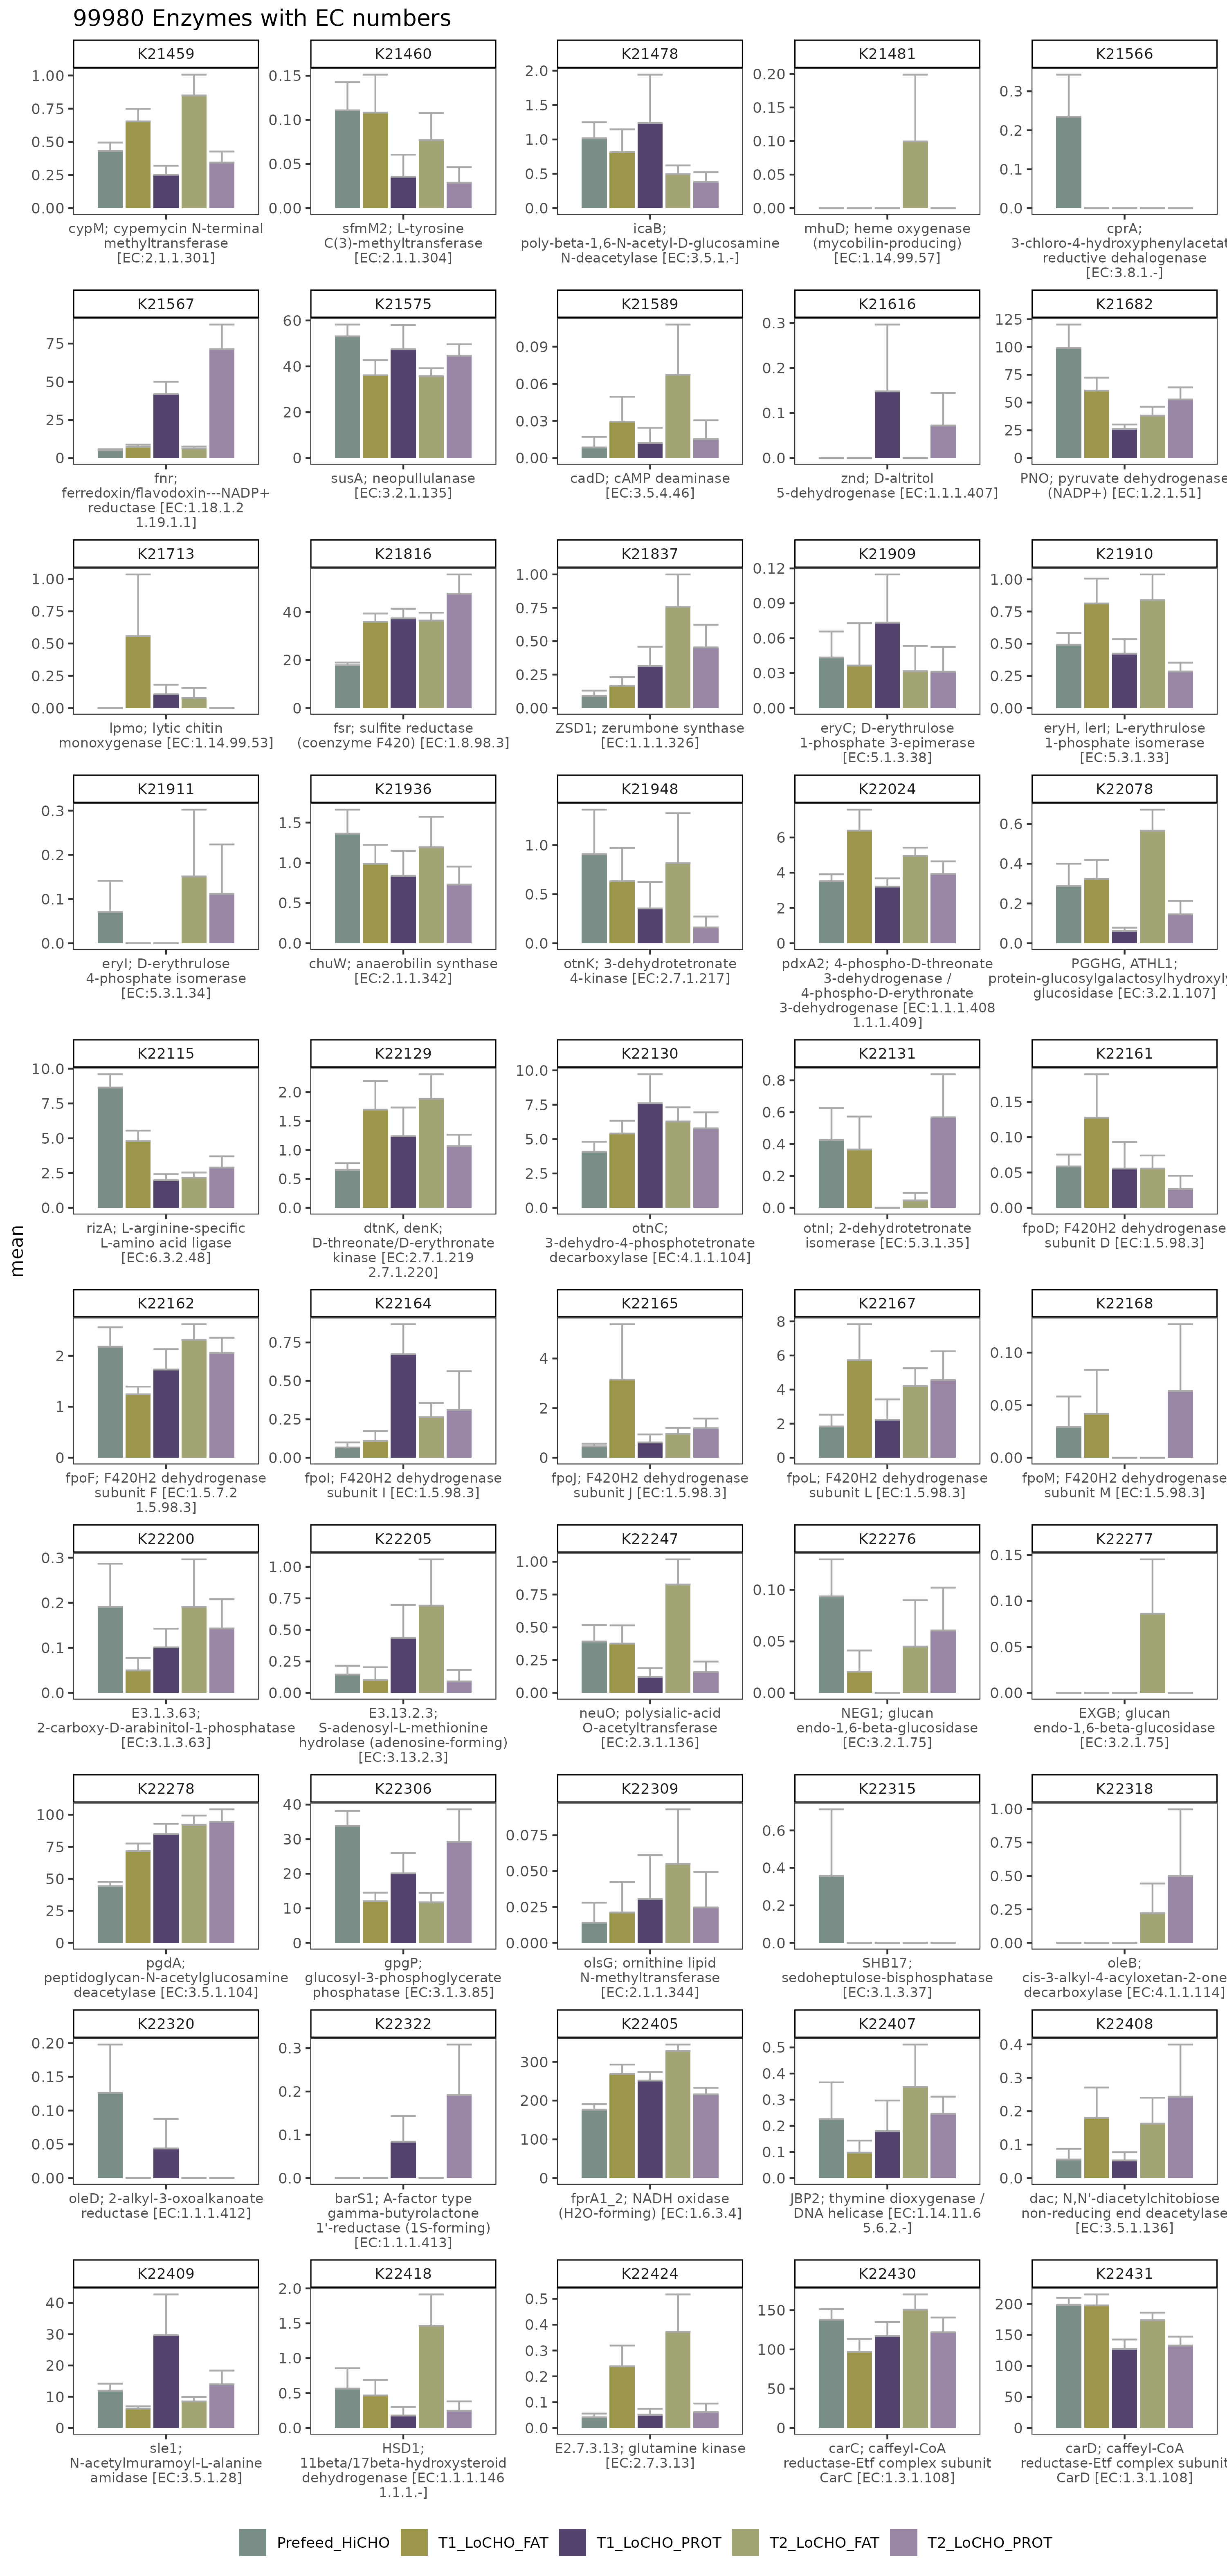 99980 Enzymes with EC numbers
K21459 K21460 K21478 K21481 K21566
1.00 0.75 0.50 0.25 0.00
0.15 0.10 0.05 0.00
2.0 1.5 1.0 0.5 0.0
0.20 0.15 0.10 0.05 0.00
0.3 0.2 0.1 0.0
cypM; cypemycin N-terminal
methyltransferase
[EC:2.1.1.301]
sfmM2; L-tyrosine
C(3)-methyltransferase
[EC:2.1.1.304]
icaB;
poly-beta-1,6-N-acetyl-D-glucosamine
N-deacetylase [EC:3.5.1.-]
mhuD; heme oxygenase
(mycobilin-producing)
[EC:1.14.99.57]
cprA;
3-chloro-4-hydroxyphenylacetat
reductive dehalogenase
[EC:3.8.1.-]
K21567 K21575 K21589 K21616 K21682
75 50 25 0
60 40 20 0
0.09 0.06 0.03 0.00
0.3 0.2 0.1 0.0
125 100 75 50 25 0
fnr;
ferredoxin/flavodoxin---NADP+
reductase [EC:1.18.1.2
1.19.1.1]
susA; neopullulanase
[EC:3.2.1.135]
cadD; cAMP deaminase
[EC:3.5.4.46]
znd; D-altritol
5-dehydrogenase [EC:1.1.1.407]
PNO; pyruvate dehydrogenase
(NADP+) [EC:1.2.1.51]
K21713 K21816 K21837 K21909 K21910
1.00 0.75 0.50 0.25 0.00
40 20 0
1.00 0.75 0.50 0.25 0.00
0.12 0.09 0.06 0.03 0.00
1.00 0.75 0.50 0.25 0.00
lpmo; lytic chitin
monoxygenase [EC:1.14.99.53]
fsr; sulfite reductase
(coenzyme F420) [EC:1.8.98.3]
ZSD1; zerumbone synthase
[EC:1.1.1.326]
eryC; D-erythrulose
1-phosphate 3-epimerase
[EC:5.1.3.38]
eryH, lerI; L-erythrulose
1-phosphate isomerase
[EC:5.3.1.33]
K21911 K21936 K21948 K22024 K22078
0.3 0.2 0.1 0.0
1.5 1.0 0.5 0.0
1.0 0.5 0.0
6 4 2 0
0.6 0.4 0.2 0.0
eryI; D-erythrulose
4-phosphate isomerase
[EC:5.3.1.34]
chuW; anaerobilin synthase
[EC:2.1.1.342]
otnK; 3-dehydrotetronate
4-kinase [EC:2.7.1.217]
pdxA2; 4-phospho-D-threonate
3-dehydrogenase /
4-phospho-D-erythronate
3-dehydrogenase [EC:1.1.1.408
1.1.1.409]
PGGHG, ATHL1;
protein-glucosylgalactosylhydroxyly
glucosidase [EC:3.2.1.107]
K22115 K22129 K22130 K22131 K22161
10.0 7.5 5.0 2.5 0.0
2.0 1.5 1.0 0.5 0.0
10.0 7.5 5.0 2.5 0.0
0.8 0.6 0.4 0.2 0.0
0.15 0.10 0.05 0.00
rizA; L-arginine-specific
L-amino acid ligase
[EC:6.3.2.48]
dtnK, denK;
D-threonate/D-erythronate
kinase [EC:2.7.1.219
2.7.1.220]
otnC;
3-dehydro-4-phosphotetronate
decarboxylase [EC:4.1.1.104]
otnI; 2-dehydrotetronate
isomerase [EC:5.3.1.35]
fpoD; F420H2 dehydrogenase
subunit D [EC:1.5.98.3]
mean
K22162 K22164 K22165 K22167 K22168
2 1 0
0.75 0.50 0.25 0.00
4 2 0
8 6 4 2 0
0.10 0.05 0.00
fpoF; F420H2 dehydrogenase
subunit F [EC:1.5.7.2
1.5.98.3]
fpoI; F420H2 dehydrogenase
subunit I [EC:1.5.98.3]
fpoJ; F420H2 dehydrogenase
subunit J [EC:1.5.98.3]
fpoL; F420H2 dehydrogenase
subunit L [EC:1.5.98.3]
fpoM; F420H2 dehydrogenase
subunit M [EC:1.5.98.3]
K22200 K22205 K22247 K22276 K22277
0.3 0.2 0.1 0.0
1.00 0.75 0.50 0.25 0.00
1.00 0.75 0.50 0.25 0.00
0.10 0.05 0.00
0.15 0.10 0.05 0.00
E3.1.3.63;
2-carboxy-D-arabinitol-1-phosphatase
[EC:3.1.3.63]
E3.13.2.3;
S-adenosyl-L-methionine
hydrolase (adenosine-forming)
[EC:3.13.2.3]
neuO; polysialic-acid
O-acetyltransferase
[EC:2.3.1.136]
NEG1; glucan
endo-1,6-beta-glucosidase
[EC:3.2.1.75]
EXGB; glucan
endo-1,6-beta-glucosidase
[EC:3.2.1.75]
K22278 K22306 K22309 K22315 K22318
100 75 50 25 0
40 30 20 10 0
0.075 0.050 0.025 0.000
0.6 0.4 0.2 0.0
1.00 0.75 0.50 0.25 0.00
pgdA;
peptidoglycan-N-acetylglucosamine
deacetylase [EC:3.5.1.104]
gpgP;
glucosyl-3-phosphoglycerate
phosphatase [EC:3.1.3.85]
olsG; ornithine lipid
N-methyltransferase
[EC:2.1.1.344]
SHB17;
sedoheptulose-bisphosphatase
[EC:3.1.3.37]
oleB;
cis-3-alkyl-4-acyloxetan-2-one
decarboxylase [EC:4.1.1.114]
K22320 K22322 K22405 K22407 K22408
0.20 0.15 0.10 0.05 0.00
0.3 0.2 0.1 0.0
300 200 100 0
0.5 0.4 0.3 0.2 0.1 0.0
0.4 0.3 0.2 0.1 0.0
oleD; 2-alkyl-3-oxoalkanoate
reductase [EC:1.1.1.412]
barS1; A-factor type
gamma-butyrolactone
1'-reductase (1S-forming)
[EC:1.1.1.413]
fprA1_2; NADH oxidase
(H2O-forming) [EC:1.6.3.4]
JBP2; thymine dioxygenase /
DNA helicase [EC:1.14.11.6
5.6.2.-]
dac; N,N'-diacetylchitobiose
non-reducing end deacetylase
[EC:3.5.1.136]
K22409 K22418 K22424 K22430 K22431
40 30 20 10 0
2.0 1.5 1.0 0.5 0.0
0.5 0.4 0.3 0.2 0.1 0.0
150 100 50 0
200 150 100 50 0
sle1;
N-acetylmuramoyl-L-alanine
amidase [EC:3.5.1.28]
HSD1;
11beta/17beta-hydroxysteroid
dehydrogenase [EC:1.1.1.146
1.1.1.-]
E2.7.3.13; glutamine kinase
[EC:2.7.3.13]
carC; caffeyl-CoA
reductase-Etf complex subunit
CarC [EC:1.3.1.108]
carD; caffeyl-CoA
reductase-Etf complex subunit
CarD [EC:1.3.1.108]
Prefeed_HiCHO T1_LoCHO_FAT T1_LoCHO_PROT T2_LoCHO_FAT T2_LoCHO_PROT